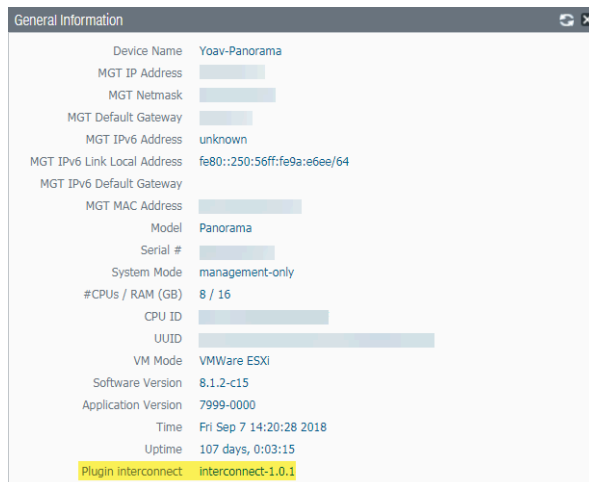 General Information
Device Name Yoav-Panorama
MGT IP Address
MGT Netmask
MGT Default Gateway
MGT IPv6 Address unknown
MGT IPv6 Link Local Address fe80::250:56ff:fe9a:e6ee/64
MGT IPv6 Default Gateway
MGT MAC Address
Model Panorama
Serial #
System Mode management-only
#CPUs / RAM (GB) 8 / 16
CPU ID
UUID
VM Mode VMWare ESXi
Software Version 8.1.2-c15
Application Version 7999-0000
Time Fri Sep 7 14:20:28 2018
Uptime 107 days, 0:03:15
Plugin interconnect interconnect-1.0.1